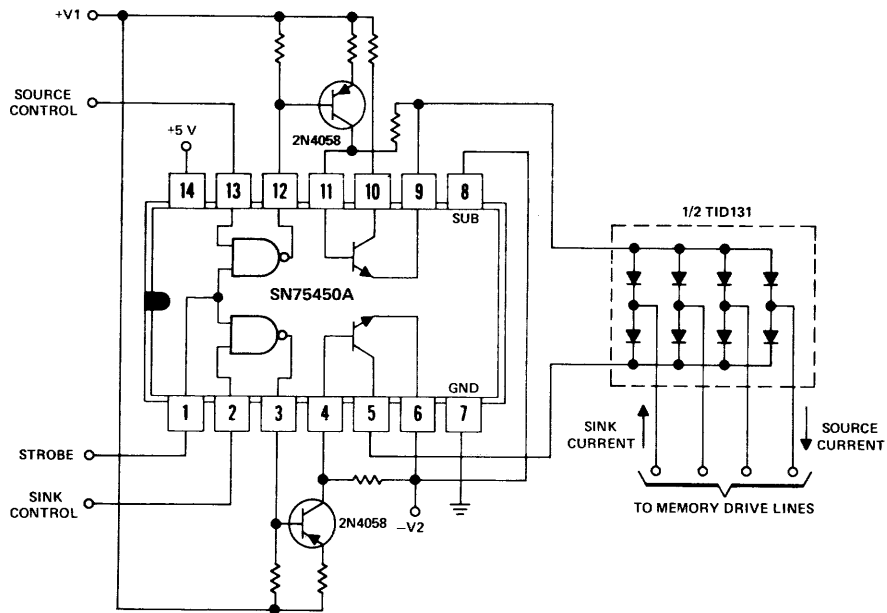 +V1
SOURCE
CONTROL
+5 V
2N4058
14
13
12
11
10
9
8
SUB
1/2 TID131
SN75450A
GND
1
2
3
4
5
6
7
SINK
CURRENT
SOURCE
CURRENT
STROBE
SINK
CONTROL
2N4058
–V2
TO MEMORY DRIVE LINES